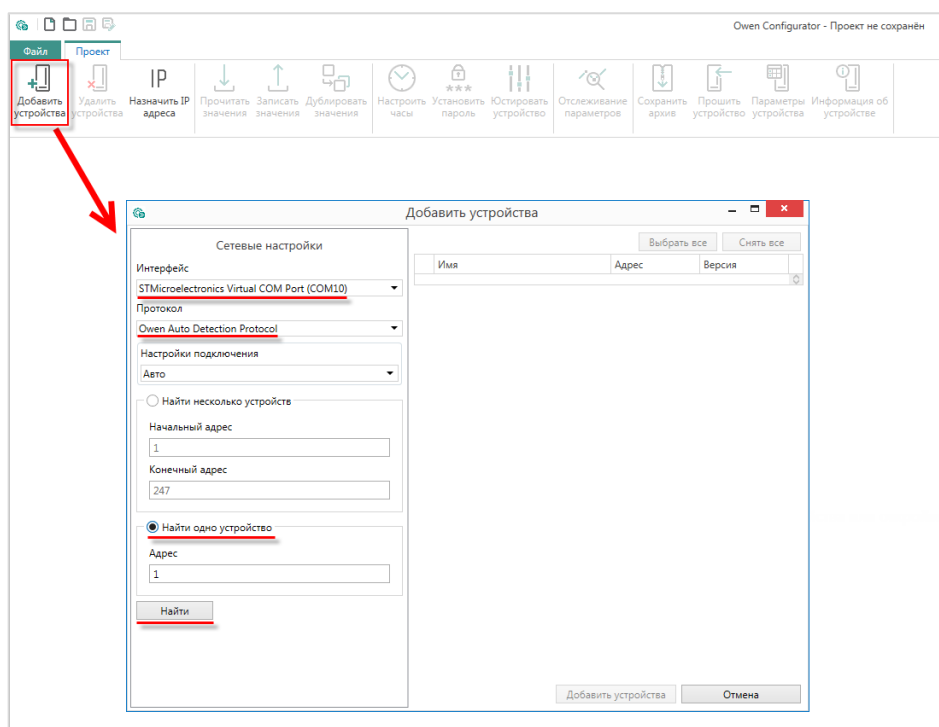 Owen Configurator - Проект не сохранён
Файл
Проект
Добавить устройства
Удалить устройства
Назначить IP адреса
Прочитать значения
Записать значения
Дублировать значения
Настроить часы
Установить пароль
Юстировать устройство
Отслеживание параметров
Сохранить архив
Прошить устройство
Параметры устройства
Информация об устройстве
Добавить устройства
Сетевые настройки
Интерфейс
STMicroelectronics Virtual COM Port (COM10)
Протокол
Owen Auto Detection Protocol
Настройки подключения
Авто
Найти несколько устройств
Начальный адрес
1
Конечный адрес
247
Найти одно устройство
Адрес
1
Найти
Выбрать все
Снять все
Имя
Адрес
Версия
Добавить устройства
Отмена